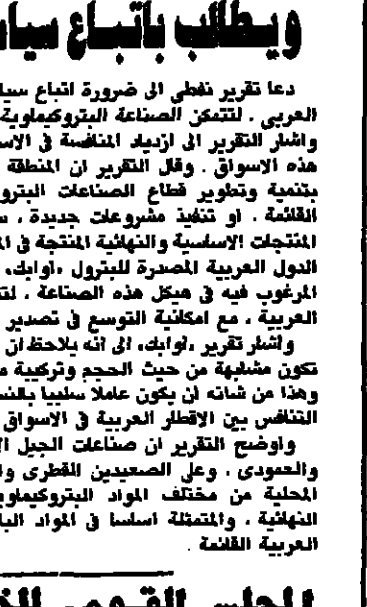 ويطالب باتباع سيا
دعا تقرير نفطي الى ضرورة اتباع سيا
العربي . لتتمكن الصناعة البتروكيماوية
واشار التقرير الى ازدياد المنافسة في الاسو
هذه الاسواق . وقال التقرير ان المنطقة
بتنمية وتطوير قطاع الصناعات البترو
القائمة . او تنفيذ مشروعات جديدة ، س
المنتجات الاساسية والنهائية المنتجة في الم
الدول العربية المصدرة للبترول «اوابك»
المرغوب فيه في هيكل هذه الصناعة . لتت
العربية . مع امكانية التوسع في تصدير
وأشار تقرير «اوابك» الى انه يلاحظ ان
تكون مشابهة من حيث الحجم وتركيبة م
وهذا من شانه ان يكون عاملا سلبيا بالنس
التنافس بين الاقطار العربية في الاسواق
واوضح التقرير ان صناعات الجيل ال
والعمودي . وعلى الصعيدين القطرى وا
المحلية من مختلف المواد البتروكيماوي
النهائية . والمتمثلة اساسا في المواد البا
العربية القائمة .
المجلس القومي